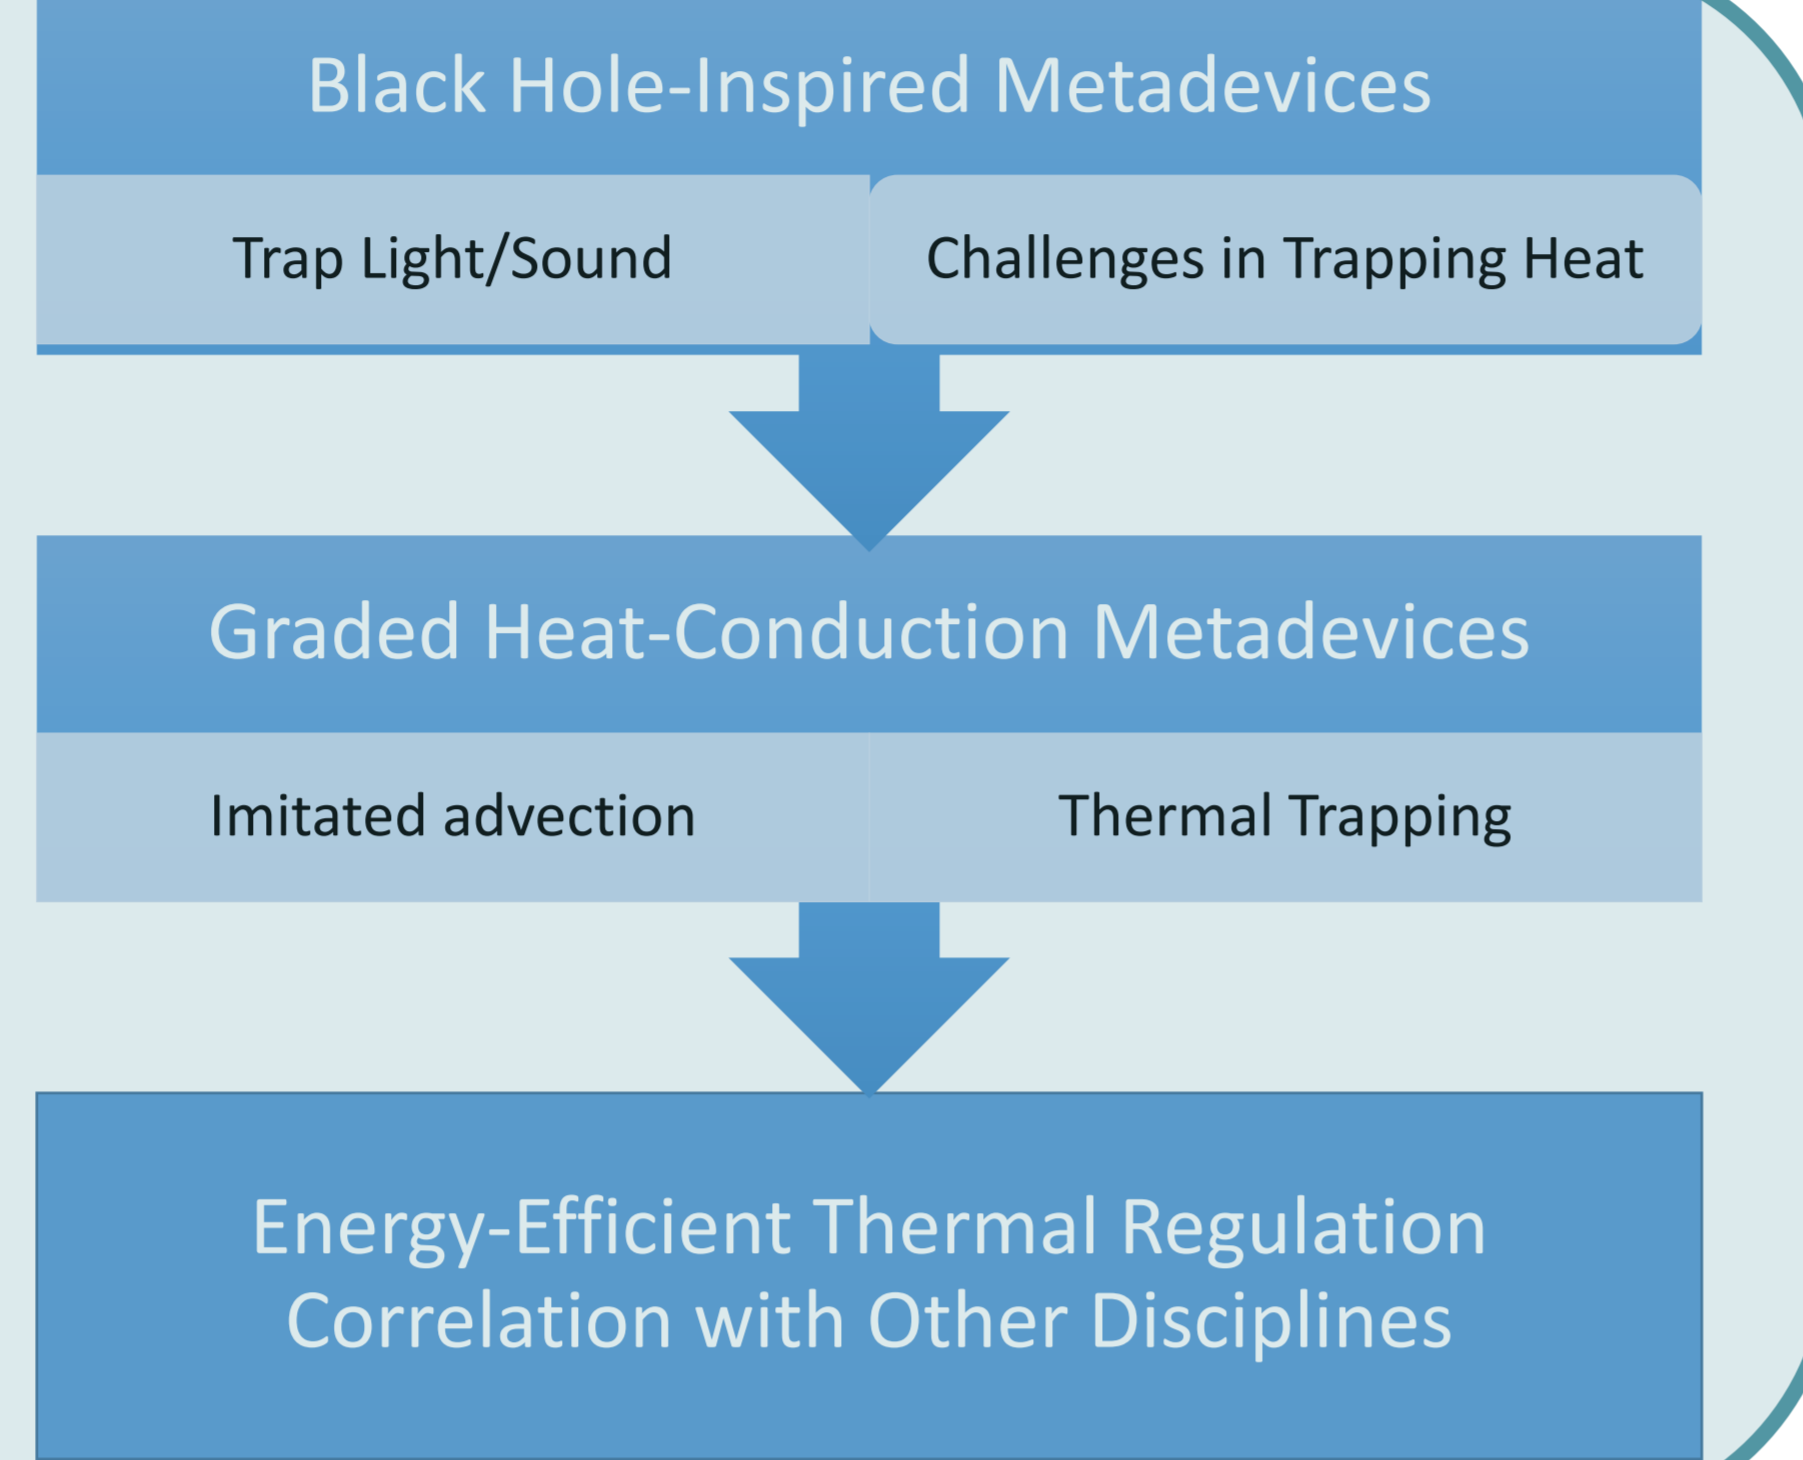 Black Hole-Inspired Metadevices
Trap Light/Sound
Challenges in Trapping Heat
Graded Heat-Conduction Metadevices
Imitated advection
Thermal Trapping
Energy-Efficient Thermal Regulation
Correlation with Other Disciplines